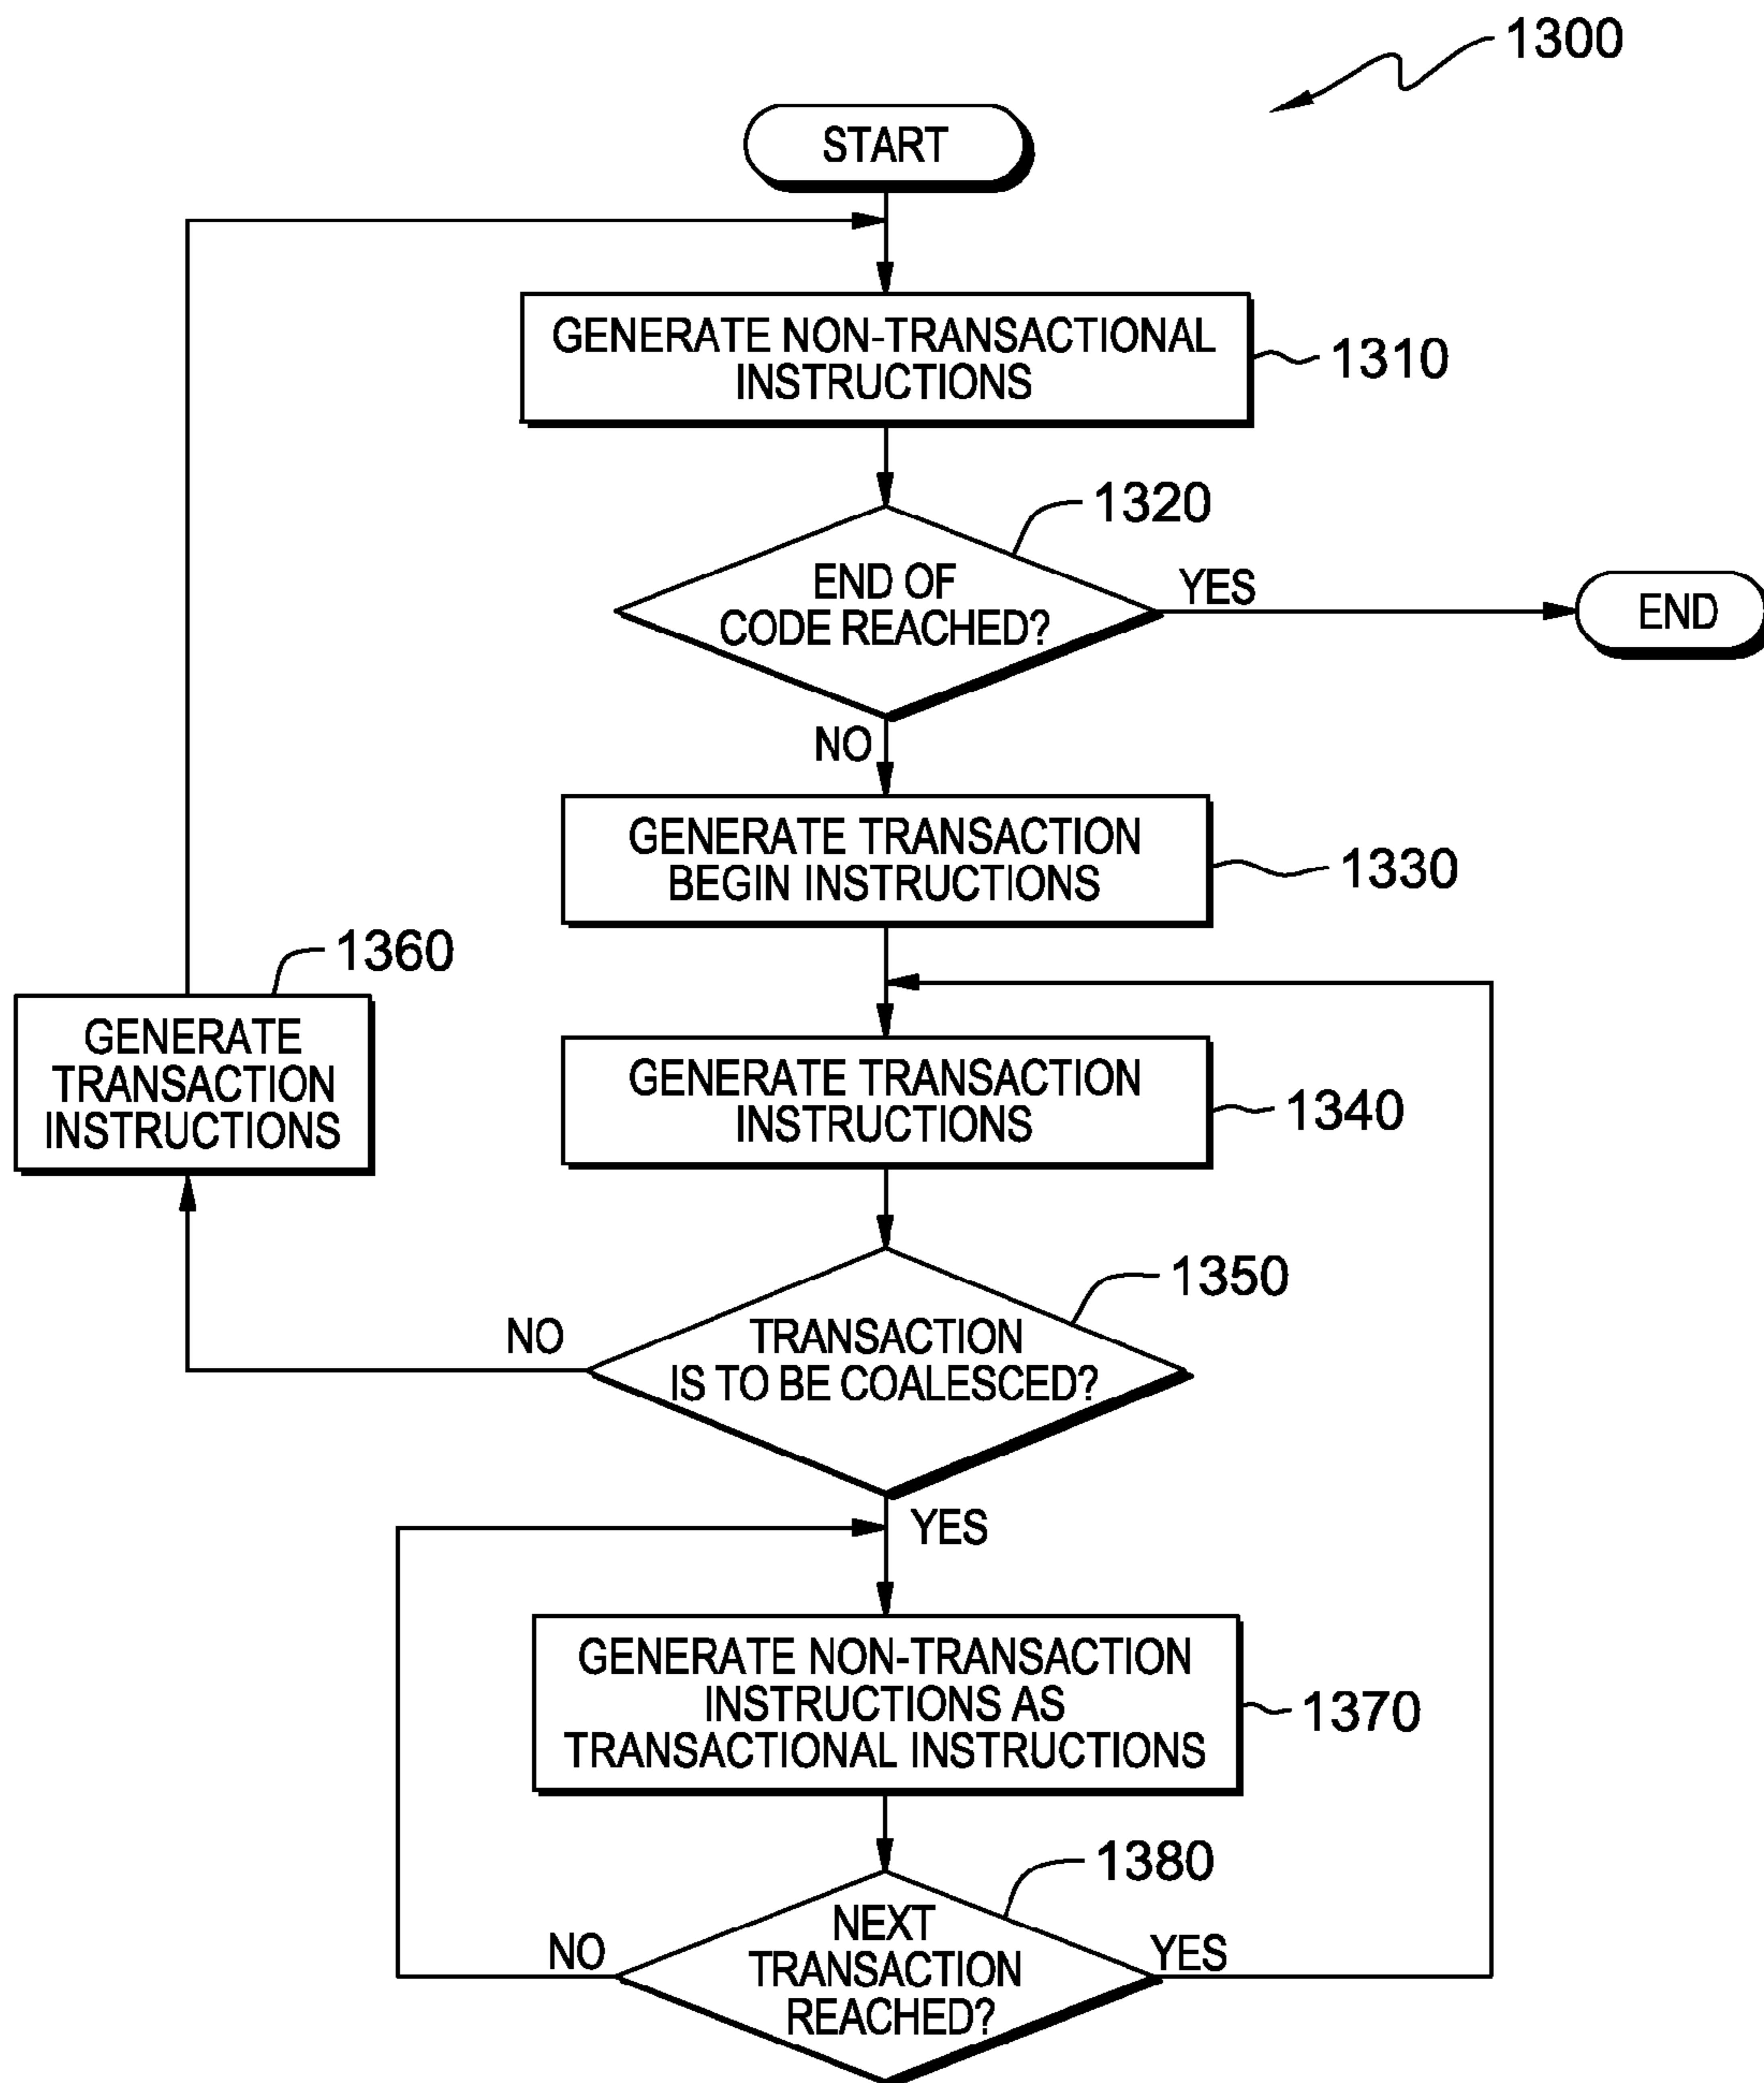 1300
START
GENERATE NON-TRANSACTIONAL
INSTRUCTIONS
1310
1320
END OF
CODE REACHED?
YES
END
NO
GENERATE TRANSACTION
BEGIN INSTRUCTIONS
1330
1360
GENERATE
TRANSACTION
INSTRUCTIONS
GENERATE TRANSACTION
INSTRUCTIONS
1340
1350
NO
TRANSACTION
IS TO BE COALESCED?
YES
GENERATE NON-TRANSACTION
INSTRUCTIONS AS
TRANSACTIONAL INSTRUCTIONS
1370
1380
NO
NEXT
TRANSACTION
REACHED?
YES